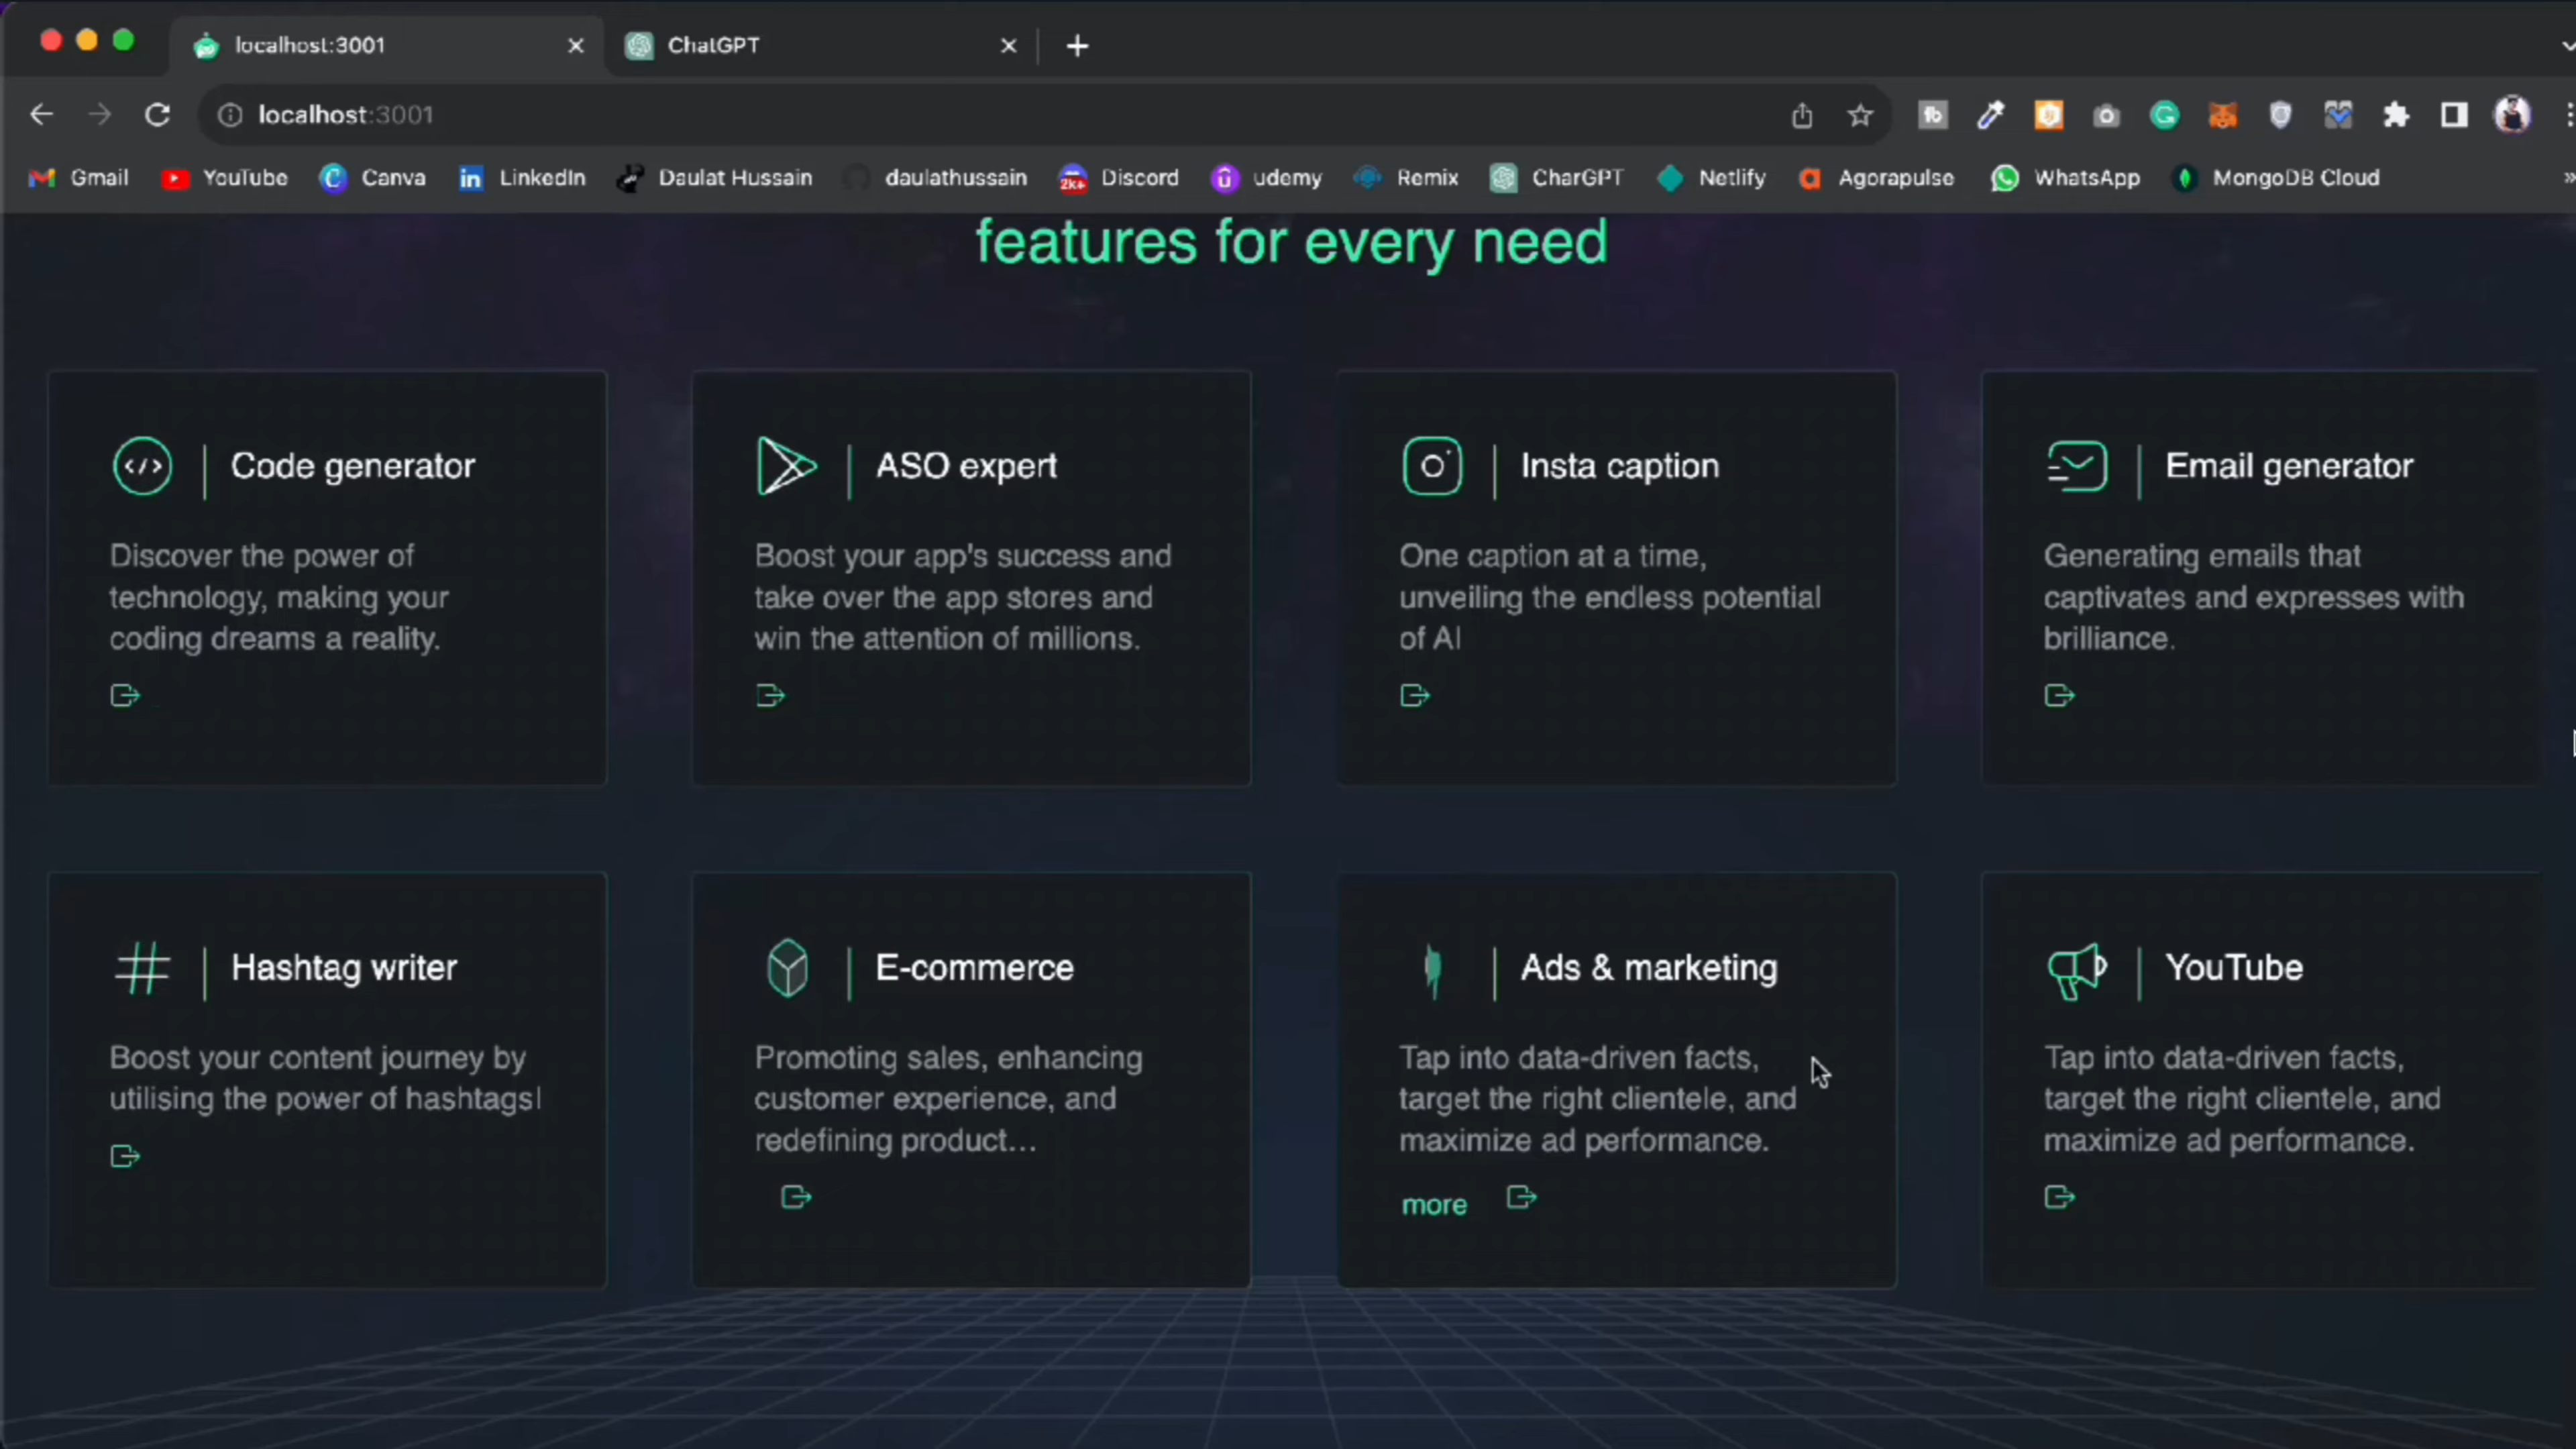 localhost:3001
ChatGPT
localhost:3001
Gmail YouTube Canva LinkedIn Daulat Hussain daulathussain Discord udemy Remix CharGPT Netlify Agorapulse WhatsApp MongoDB Cloud »
2k+
features for every need
Code generator
Discover the power of
technology, making your
coding dreams a reality.
ASO expert
Boost your app's success and
take over the app stores and
win the attention of millions.
Insta caption
One caption at a time,
unveiling the endless potential
of AI
Email generator
Generating emails that
captivates and expresses with
brilliance.
Hashtag writer
Boost your content journey by
utilising the power of hashtags!
E-commerce
Promoting sales, enhancing
customer experience, and
redefining product...
Ads & marketing
Tap into data-driven facts,
target the right clientele, and
maximize ad performance.
more
YouTube
Tap into data-driven facts,
target the right clientele, and
maximize ad performance.